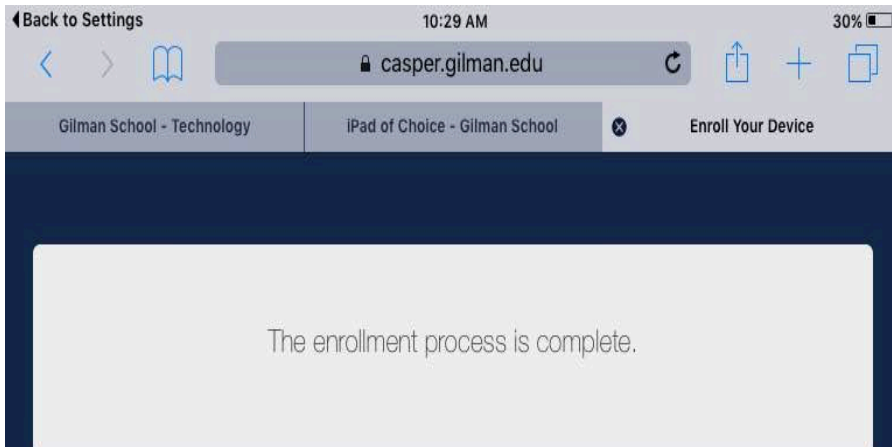 Back to Settings 10:29 AM 30%
casper.gilman.edu
Gilman School - Technology iPad of Choice - Gilman School Enroll Your Device
The enrollment process is complete.